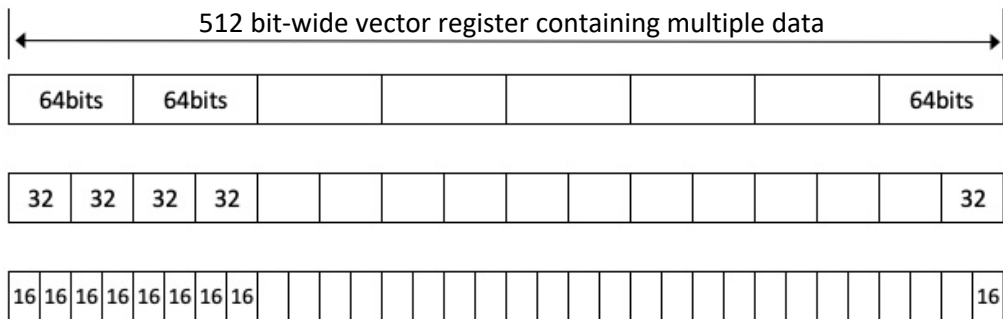 512 bit-wide vector register containing multiple data
64bits 64bits 64bits
32 32 32 32 32
16 16 16 16 16 16 16 16 16